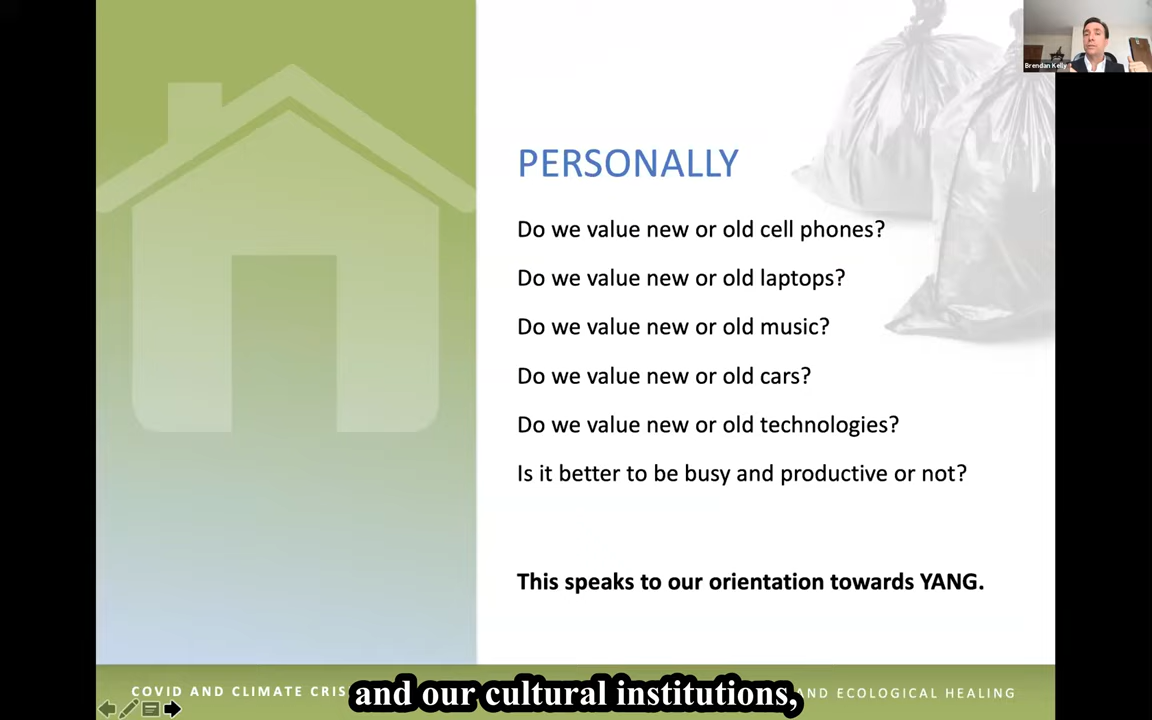 Brendan Kelly
PERSONALLY
Do we value new or old cell phones?
Do we value new or old laptops?
Do we value new or old music?
Do we value new or old cars?
Do we value new or old technologies?
Is it better to be busy and productive or not?
This speaks to our orientation towards YANG.
COVID AND CLIMATE CRIS
AND ECOLOGICAL HEALING
and our cultural institutions,